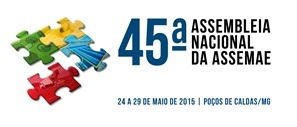 45ª ASSEMBLEIA
NACIONAL
DA ASSEMAE
24 A 29 DE MAIO DE 2015 | POÇOS DE CALDAS/MG